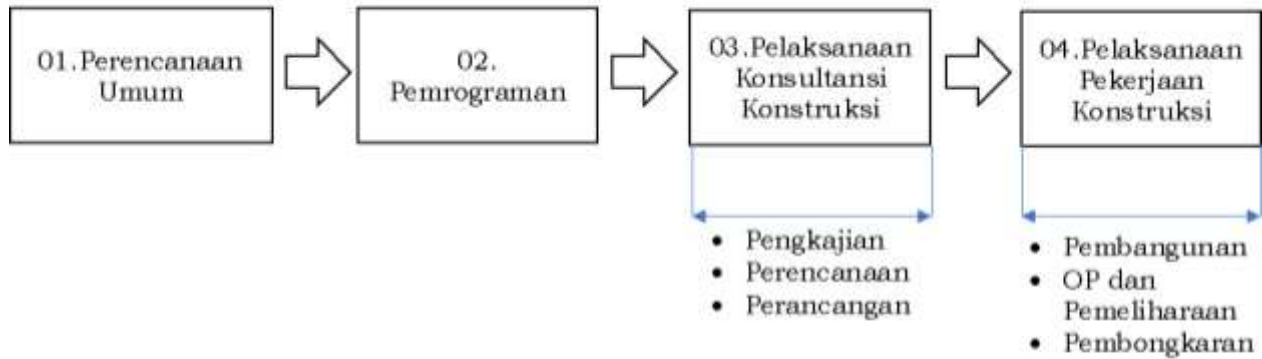 01.Perencanaan
Umum
02.
Pemrograman
03.Pelaksanaan
Konsultansi
Konstruksi
04.Pelaksanaan
Pekerjaan
Konstruksi
• Pengkajian
• Perencanaan
• Perancangan
• Pembangunan
• OP dan
Pemeliharaan
• Pembongkaran